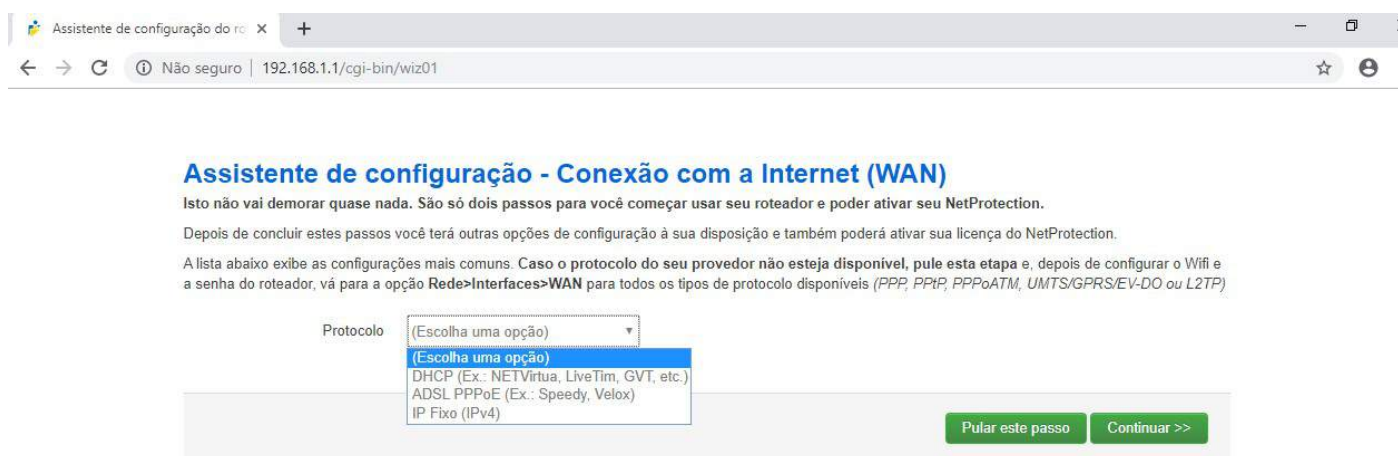 Assistente de configuração do ro
Não seguro | 192.168.1.1/cgi-bin/wiz01
Assistente de configuração - Conexão com a Internet (WAN)
Isto não vai demorar quase nada. São só dois passos para você começar usar seu roteador e poder ativar seu NetProtection.
Depois de concluir estes passos você terá outras opções de configuração à sua disposição e também poderá ativar sua licença do NetProtection.
A lista abaixo exibe as configurações mais comuns. Caso o protocolo do seu provedor não esteja disponível, pule esta etapa e, depois de configurar o Wifi e
a senha do roteador, vá para a opção Rede>Interfaces>WAN para todos os tipos de protocolo disponíveis (PPP, PPtP, PPPoATM, UMTS/GPRS/EV-DO ou L2TP)
Protocolo (Escolha uma opção)
(Escolha uma opção)
DHCP (Ex.: NETVirtua, LiveTim, GVT, etc.)
ADSL PPPoE (Ex.: Speedy, Velox)
IP Fixo (IPv4)
Pular este passo Continuar >>